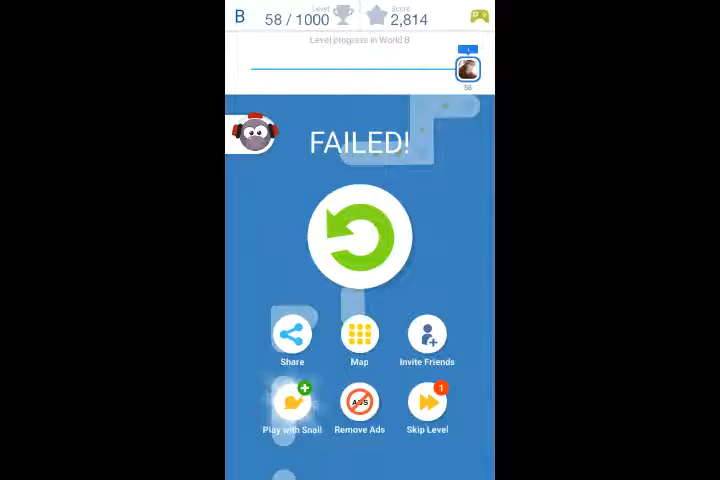 B
Level
58 / 1000
Score
2,814
Level progress in World B
1
58
FAILED!
Share
Map
Invite Friends
ADS
1
Play with Snail
Remove Ads
Skip Level